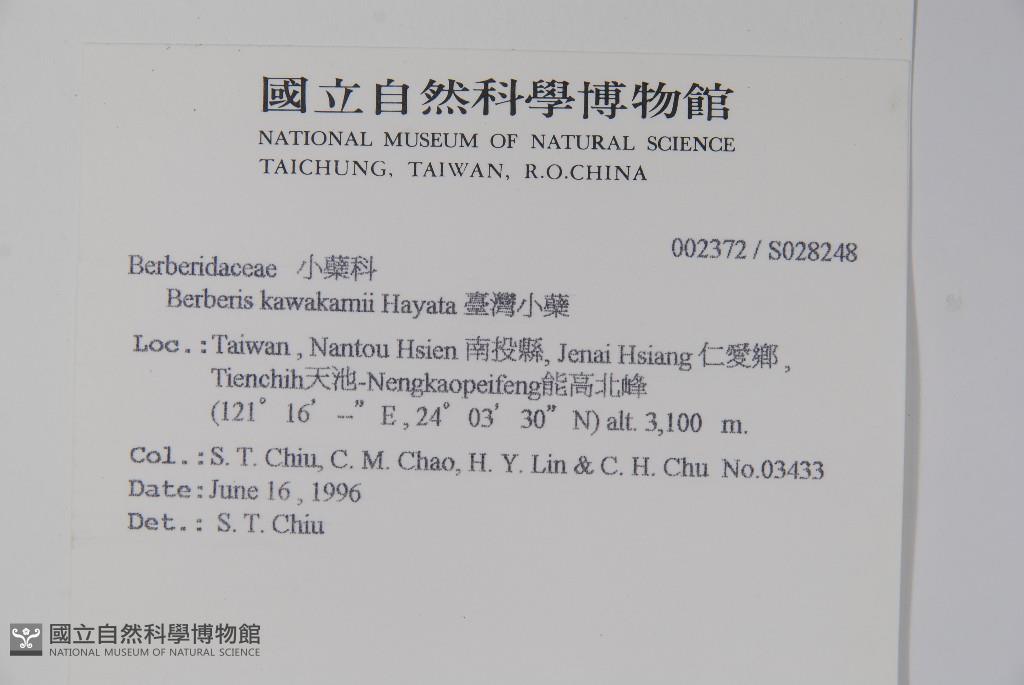 國立自然科學博物館
NATIONAL MUSEUM OF NATURAL SCIENCE
TAICHUNG, TAIWAN, R.O.CHINA
002372 / S028248
Berberidaceae 小蘗科
Berberis kawakamii Hayata 臺灣小蘗
Loc.:Taiwan , Nantou Hsien 南投縣, Jenai Hsiang 仁愛鄉 ,
Tienchih天池-Nengkaopeifeng能高北峰
(121° 16′ --″ E , 24° 03′ 30″ N) alt. 3,100 m.
Col.:S. T. Chiu, C. M. Chao, H. Y. Lin & C. H. Chu No.03433
Date:June 16 , 1996
Det.: S. T. Chiu
國立自然科學博物館
NATIONAL MUSEUM OF NATURAL SCIENCE